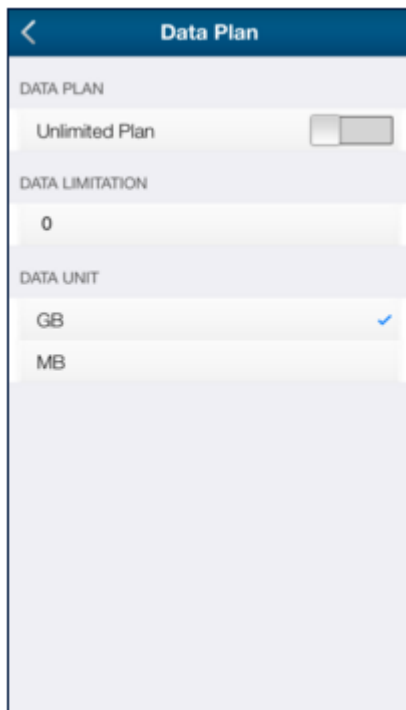 Data Plan
DATA PLAN
Unlimited Plan
DATA LIMITATION
0
DATA UNIT
GB
MB